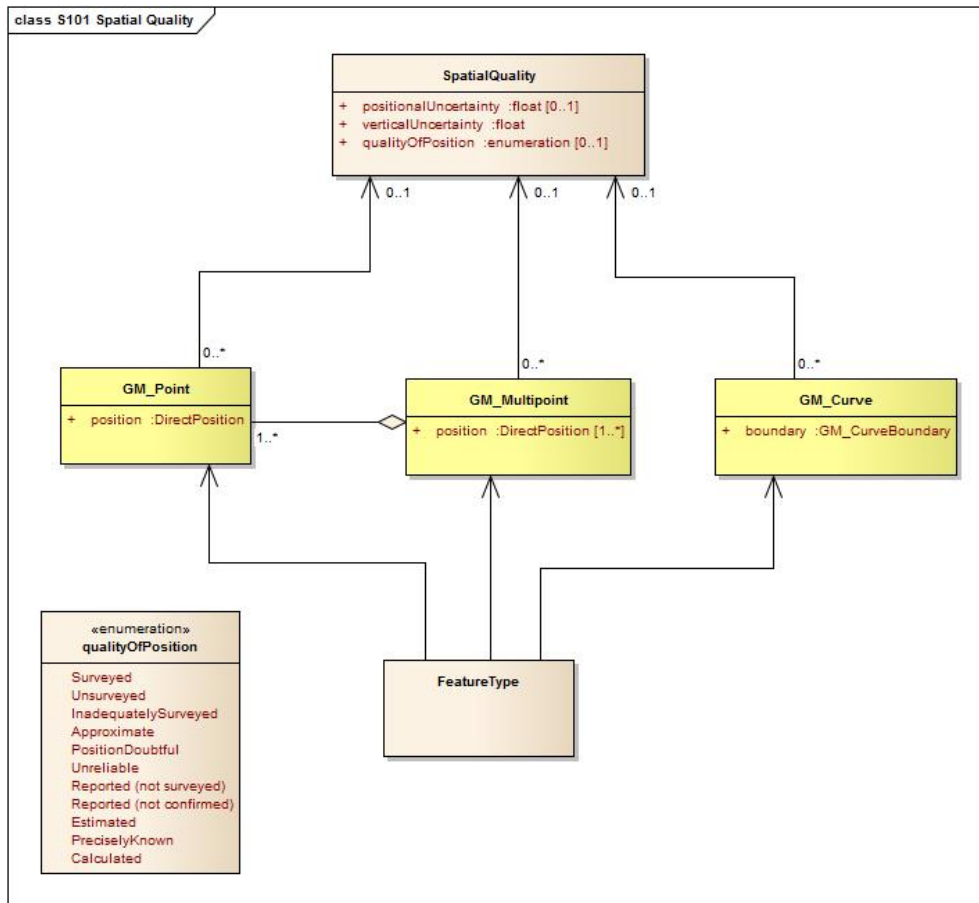 class S101 Spatial Quality
SpatialQuality
+ positionalUncertainty :float [0..1]
+ verticalUncertainty :float
+ qualityOfPosition :enumeration [0..1]
0..1
0..1
0..1
0..*
0..*
0..*
GM_Point
+ position :DirectPosition
1..*
GM_Multipoint
+ position :DirectPosition [1..*]
GM_Curve
+ boundary :GM_CurveBoundary
«enumeration»
qualityOfPosition
Surveyed
Unsurveyed
InadequatelySurveyed
Approximate
PositionDoubtful
Unreliable
Reported (not surveyed)
Reported (not confirmed)
Estimated
PreciselyKnown
Calculated
FeatureType